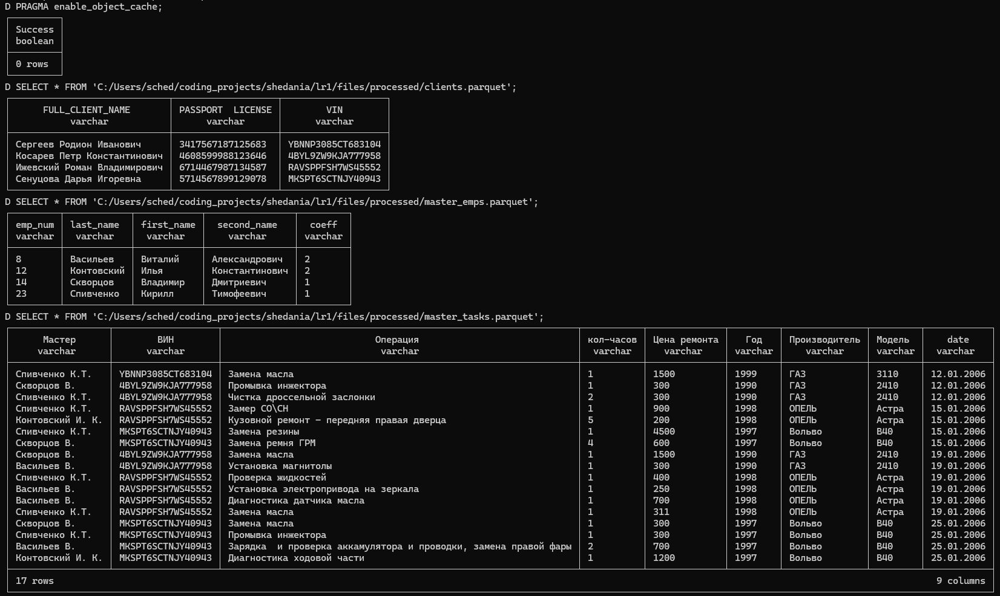 D PRAGMA enable_object_cache;
Success
boolean
0 rows
D SELECT * FROM 'C:/Users/sched/coding_projects/shedania/lr1/files/processed/clients.parquet';
FULL_CLIENT_NAME PASSPORT  LICENSE VIN
varchar varchar varchar
Сергеев Родион Иванович 3417567187125683 YBNNP3085CT683104
Косарев Петр Константинович 4608599988123646 4BYL9ZW9KJA777958
Ижевский Роман Владимирович 6714467987134587 RAVSPPFSH7WS45552
Сенуцова Дарья Игоревна 5714567899129078 MKSPT6SCTNJY40943
D SELECT * FROM 'C:/Users/sched/coding_projects/shedania/lr1/files/processed/master_emps.parquet';
emp_num last_name first_name second_name coeff
varchar varchar varchar varchar varchar
8 Васильев Виталий Александрович 2
12 Контовский Илья Константинович 2
14 Скворцов Владимир Дмитриевич 1
23 Спивченко Кирилл Тимофеевич 1
D SELECT * FROM 'C:/Users/sched/coding_projects/shedania/lr1/files/processed/master_tasks.parquet';
Мастер ВИН Операция кол-часов Цена ремонта Год Производитель Модель date
varchar varchar varchar varchar varchar varchar varchar varchar varchar
Спивченко К.Т. YBNNP3085CT683104 Замена масла 1 1500 1999 ГАЗ 3110 12.01.2006
Скворцов В. 4BYL9ZW9KJA777958 Промывка инжектора 1 300 1990 ГАЗ 2410 12.01.2006
Спивченко К.Т. 4BYL9ZW9KJA777958 Чистка дроссельной заслонки 2 300 1990 ГАЗ 2410 12.01.2006
Спивченко К.Т. RAVSPPFSH7WS45552 Замер СО\СН 1 900 1998 ОПЕЛЬ Астра 15.01.2006
Контовский И. К. RAVSPPFSH7WS45552 Кузовной ремонт - передняя правая дверца 5 200 1998 ОПЕЛЬ Астра 15.01.2006
Спивченко К.Т. MKSPT6SCTNJY40943 Замена резины 1 4500 1997 Вольво В40 15.01.2006
Скворцов В. MKSPT6SCTNJY40943 Замена ремня ГРМ 4 600 1997 Вольво В40 15.01.2006
Скворцов В. 4BYL9ZW9KJA777958 Замена масла 1 1500 1990 ГАЗ 2410 19.01.2006
Васильев В. 4BYL9ZW9KJA777958 Установка магнитолы 1 300 1990 ГАЗ 2410 19.01.2006
Спивченко К.Т. RAVSPPFSH7WS45552 Проверка жидкостей 1 400 1998 ОПЕЛЬ Астра 19.01.2006
Васильев В. RAVSPPFSH7WS45552 Установка электропривода на зеркала 1 250 1998 ОПЕЛЬ Астра 19.01.2006
Васильев В. RAVSPPFSH7WS45552 Диагностика датчика масла 1 700 1998 ОПЕЛЬ Астра 19.01.2006
Спивченко К.Т. RAVSPPFSH7WS45552 Замена масла 1 311 1998 ОПЕЛЬ Астра 19.01.2006
Скворцов В. MKSPT6SCTNJY40943 Замена масла 1 300 1997 Вольво В40 25.01.2006
Спивченко К.Т. MKSPT6SCTNJY40943 Промывка инжектора 1 300 1997 Вольво В40 25.01.2006
Васильев В. MKSPT6SCTNJY40943 Зарядка  и проверка аккамулятора и проводки, замена правой фары 2 700 1997 Вольво В40 25.01.2006
Контовский И. К. MKSPT6SCTNJY40943 Диагностика ходовой части 1 1200 1997 Вольво В40 25.01.2006
17 rows 9 columns